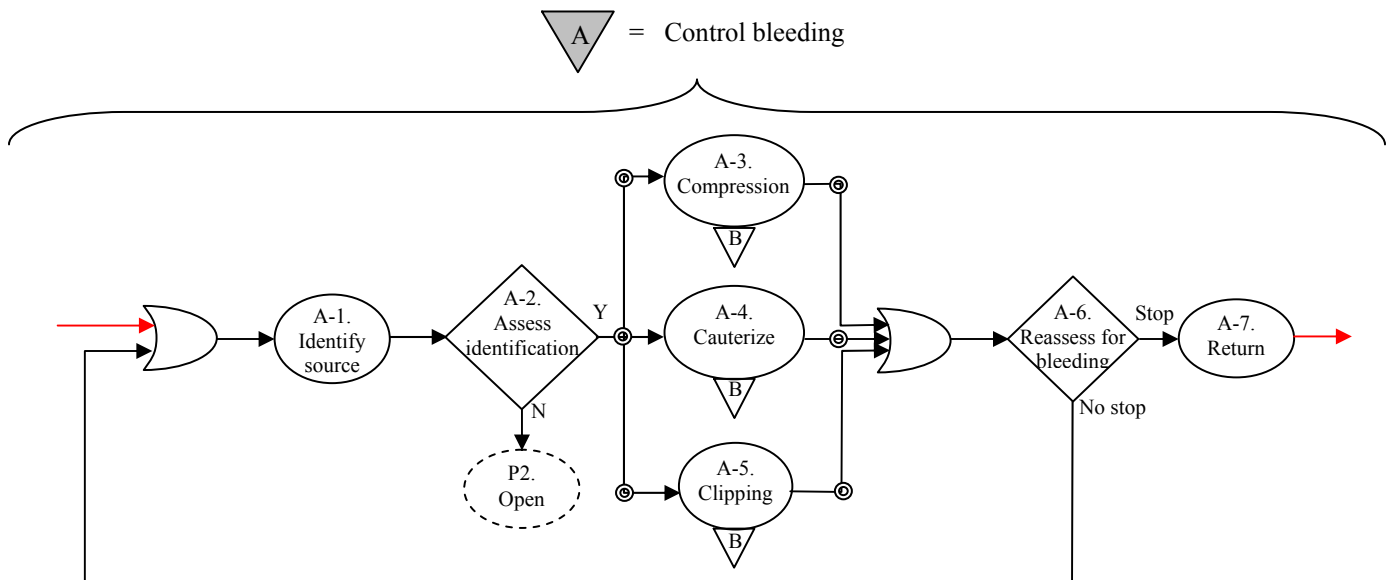 A = Control bleeding
A-3.
Compression
B
A-1.
Identify
source
A-2.
Assess
identification
Y
N
P2.
Open
A-4.
Cauterize
B
A-5.
Clipping
B
A-6.
Reassess for
bleeding
Stop
No stop
A-7.
Return